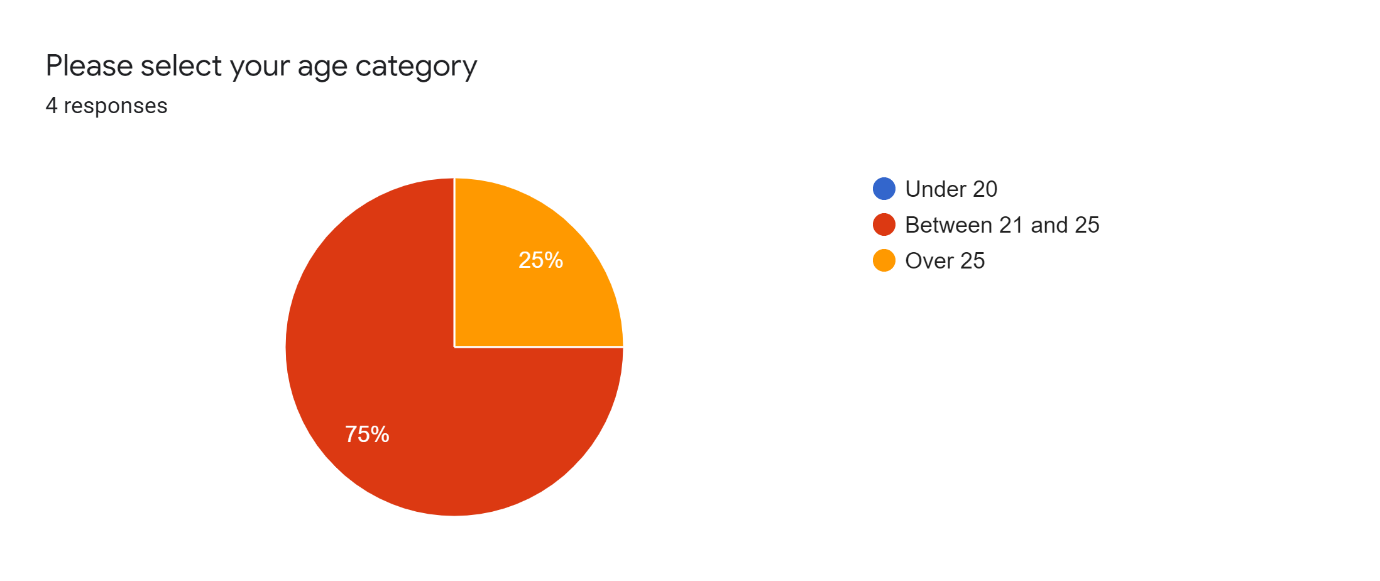 Please select your age category
4 responses
Under 20
Between 21 and 25
Over 25
25%
75%